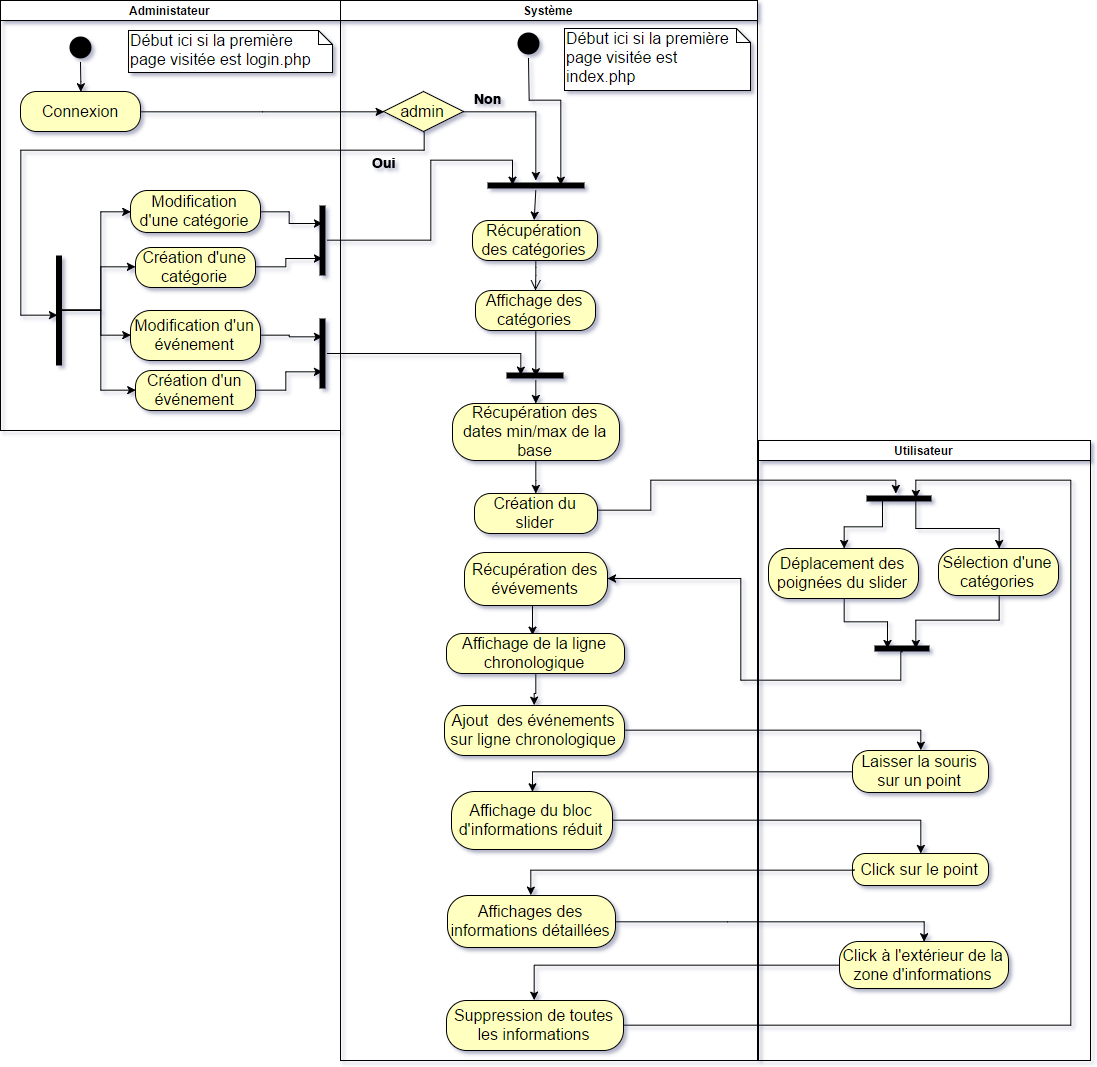 Administateur
Système
Début ici si la première
page visitée est login.php
Début ici si la première
page visitée est
index.php
Connexion
admin
Non
Oui
Modification
d'une catégorie
Création d'une
catégorie
Modification d'un
événement
Création d'un
événement
Récupération
des catégories
Affichage des
catégories
Récupération des
dates min/max de la
base
Création du
slider
Utilisateur
Déplacement des
poignées du slider
Sélection d'une
catégories
Récupération des
évévements
Affichage de la ligne
chronologique
Ajout des événements
sur ligne chronologique
Laisser la souris
sur un point
Affichage du bloc
d'informations réduit
Click sur le point
Affichages des
informations détaillées
Click à l'extérieur de la
zone d'informations
Suppression de toutes
les informations